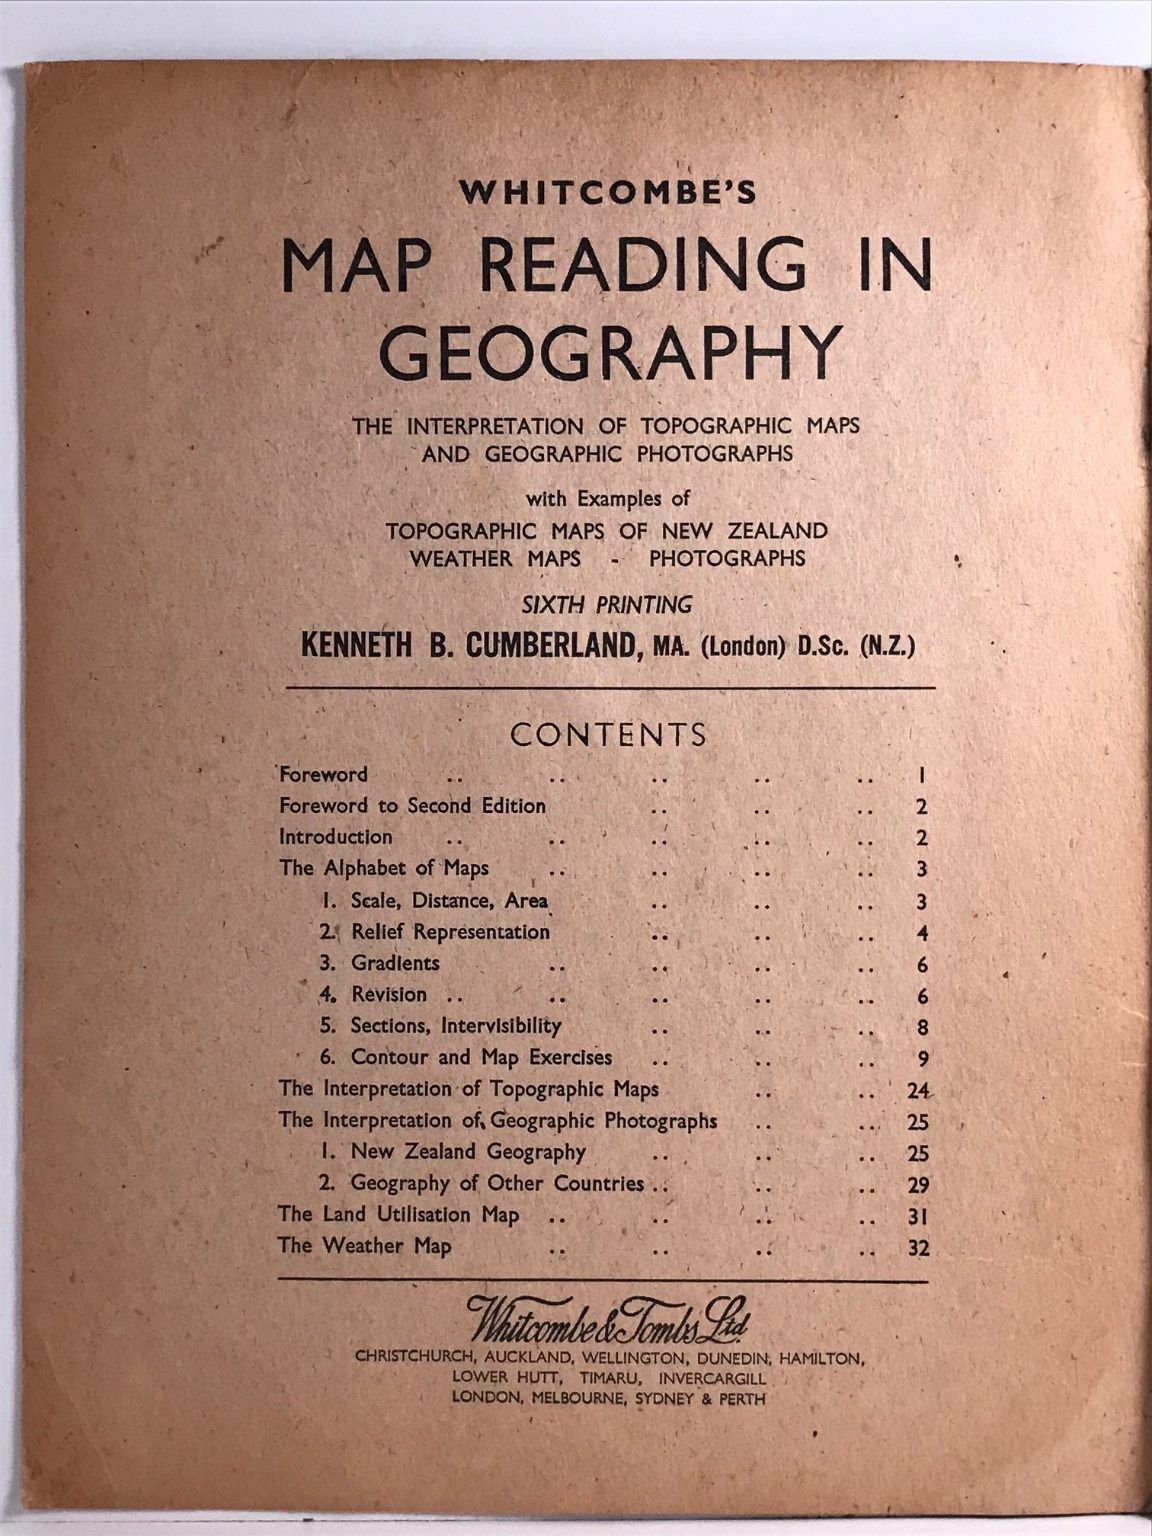 WHITCOMBE'S
MAP READING IN
GEOGRAPHY
THE INTERPRETATION OF TOPOGRAPHIC MAPS
AND GEOGRAPHIC PHOTOGRAPHS
with Examples of
TOPOGRAPHIC MAPS OF NEW ZEALAND
WEATHER MAPS - PHOTOGRAPHS
SIXTH PRINTING
KENNETH B. CUMBERLAND, MA. (London) D.Sc. (N.Z.)
CONTENTS
Foreword .. .. .. .. .. 1
Foreword to Second Edition .. .. .. 2
Introduction .. .. .. .. .. 2
The Alphabet of Maps .. .. .. .. 3
1. Scale, Distance, Area .. .. .. 3
2. Relief Representation .. .. .. 4
3. Gradients .. .. .. .. 6
4. Revision .. .. .. .. .. 6
5. Sections, Intervisibility .. .. .. 8
6. Contour and Map Exercises .. .. .. 9
The Interpretation of Topographic Maps .. .. 24
The Interpretation of Geographic Photographs .. .. 25
1. New Zealand Geography .. .. .. 25
2. Geography of Other Countries .. .. .. 29
The Land Utilisation Map .. .. .. .. 31
The Weather Map .. .. .. .. 32
Whitcombe & Tombs Ltd.
CHRISTCHURCH, AUCKLAND, WELLINGTON, DUNEDIN, HAMILTON,
LOWER HUTT, TIMARU, INVERCARGILL
LONDON, MELBOURNE, SYDNEY & PERTH